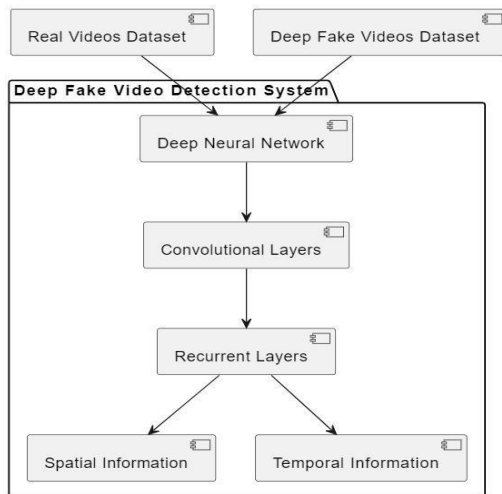 Real Videos Dataset
Deep Fake Videos Dataset
Deep Fake Video Detection System
Deep Neural Network
Convolutional Layers
Recurrent Layers
Spatial Information
Temporal Information